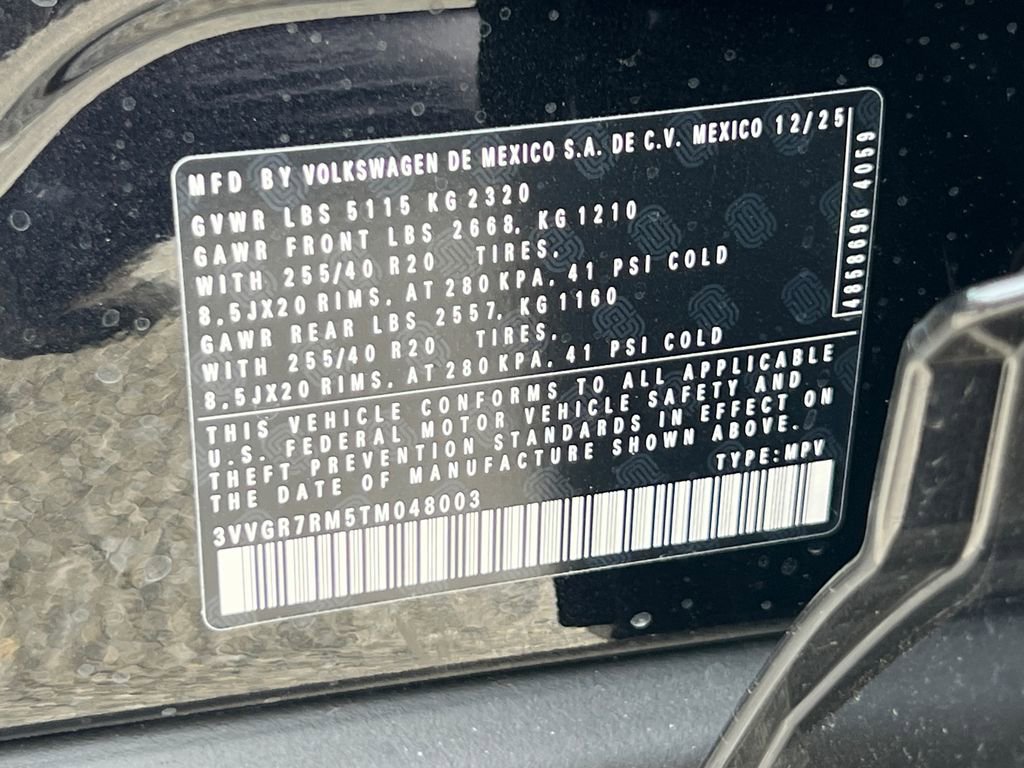 MFD BY VOLKSWAGEN DE MEXICO S.A. DE C.V. MEXICO 12/25
GVWR LBS 5115 KG 2320
GAWR FRONT LBS 2668, KG 1210
WITH 255/40 R20 TIRES,
8,5JX20 RIMS, AT 280 KPA, 41 PSI COLD
GAWR REAR LBS 2557, KG 1160
WITH 255/40 R20 TIRES,
8,5JX20 RIMS, AT 280 KPA, 41 PSI COLD
4858696 4059
THIS VEHICLE CONFORMS TO ALL APPLICABLE
U.S. FEDERAL MOTOR VEHICLE SAFETY AND
THEFT PREVENTION STANDARDS IN EFFECT ON
THE DATE OF MANUFACTURE SHOWN ABOVE.
TYPE: MPV
3VVGR7RM5TM048003